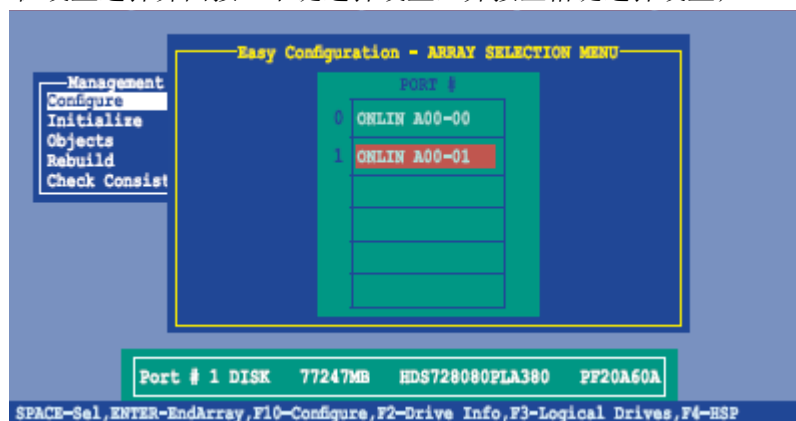 Easy Configuration - ARRAY SELECTION MENU
PORT #
Management
Configure
Initialize
Objects
Rebuild
Check Consist
0 ONLIN A00-00
1 ONLIN A00-01
Port # 1 DISK 77247MB HDS728080PLA380 PF20A60A
SPACE-Sel,ENTER-EndArray,F10-Configure,F2-Drive Info,F3-Logical Drives,F4-HSP